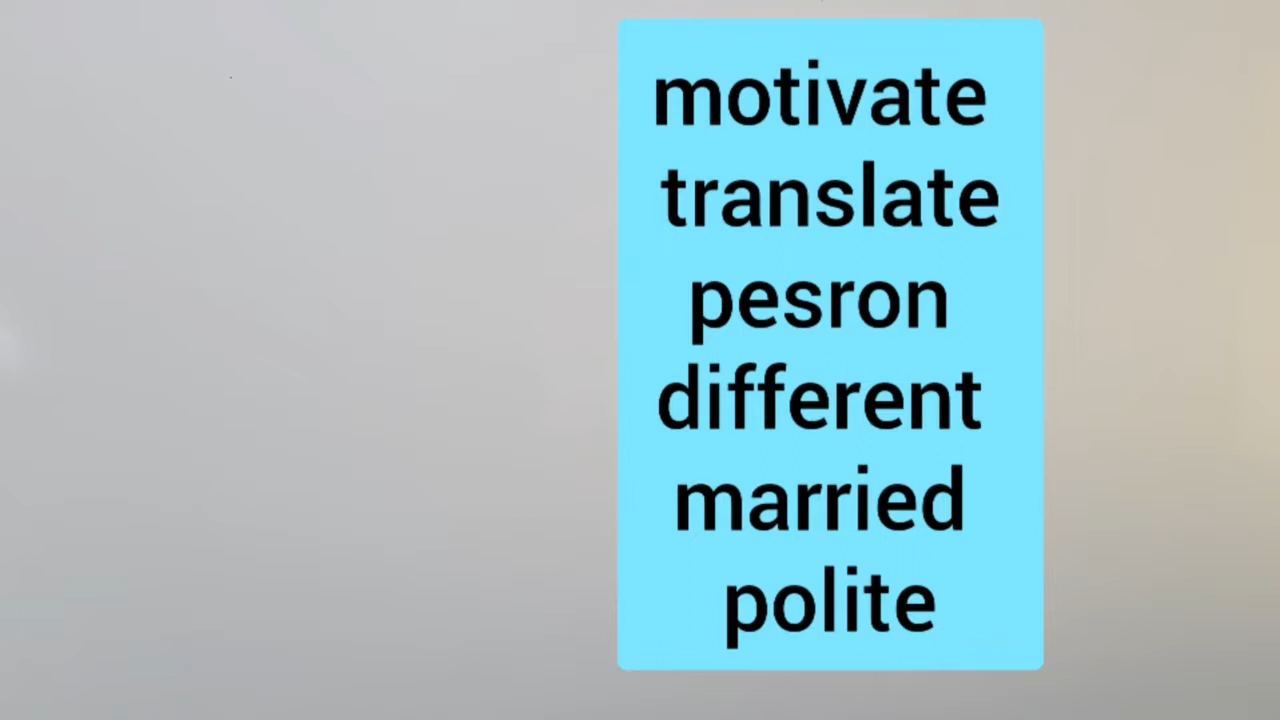 motivate
translate
pesron
different
married
polite